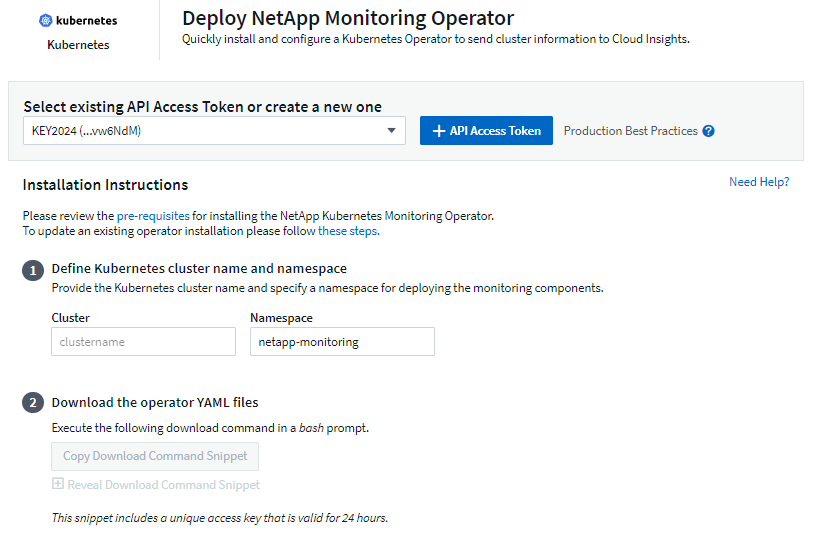 kubernetes
Kubernetes
Deploy NetApp Monitoring Operator
Quickly install and configure a Kubernetes Operator to send cluster information to Cloud Insights.
Select existing API Access Token or create a new one
KEY2024 (...vw6NdM)
+ API Access Token
Production Best Practices ?
Installation Instructions
Need Help?
Please review the pre-requisites for installing the NetApp Kubernetes Monitoring Operator.
To update an existing operator installation please follow these steps.
1 Define Kubernetes cluster name and namespace
Provide the Kubernetes cluster name and specify a namespace for deploying the monitoring components.
Cluster
Namespace
clustername
netapp-monitoring
2 Download the operator YAML files
Execute the following download command in a bash prompt.
Copy Download Command Snippet
Reveal Download Command Snippet
This snippet includes a unique access key that is valid for 24 hours.